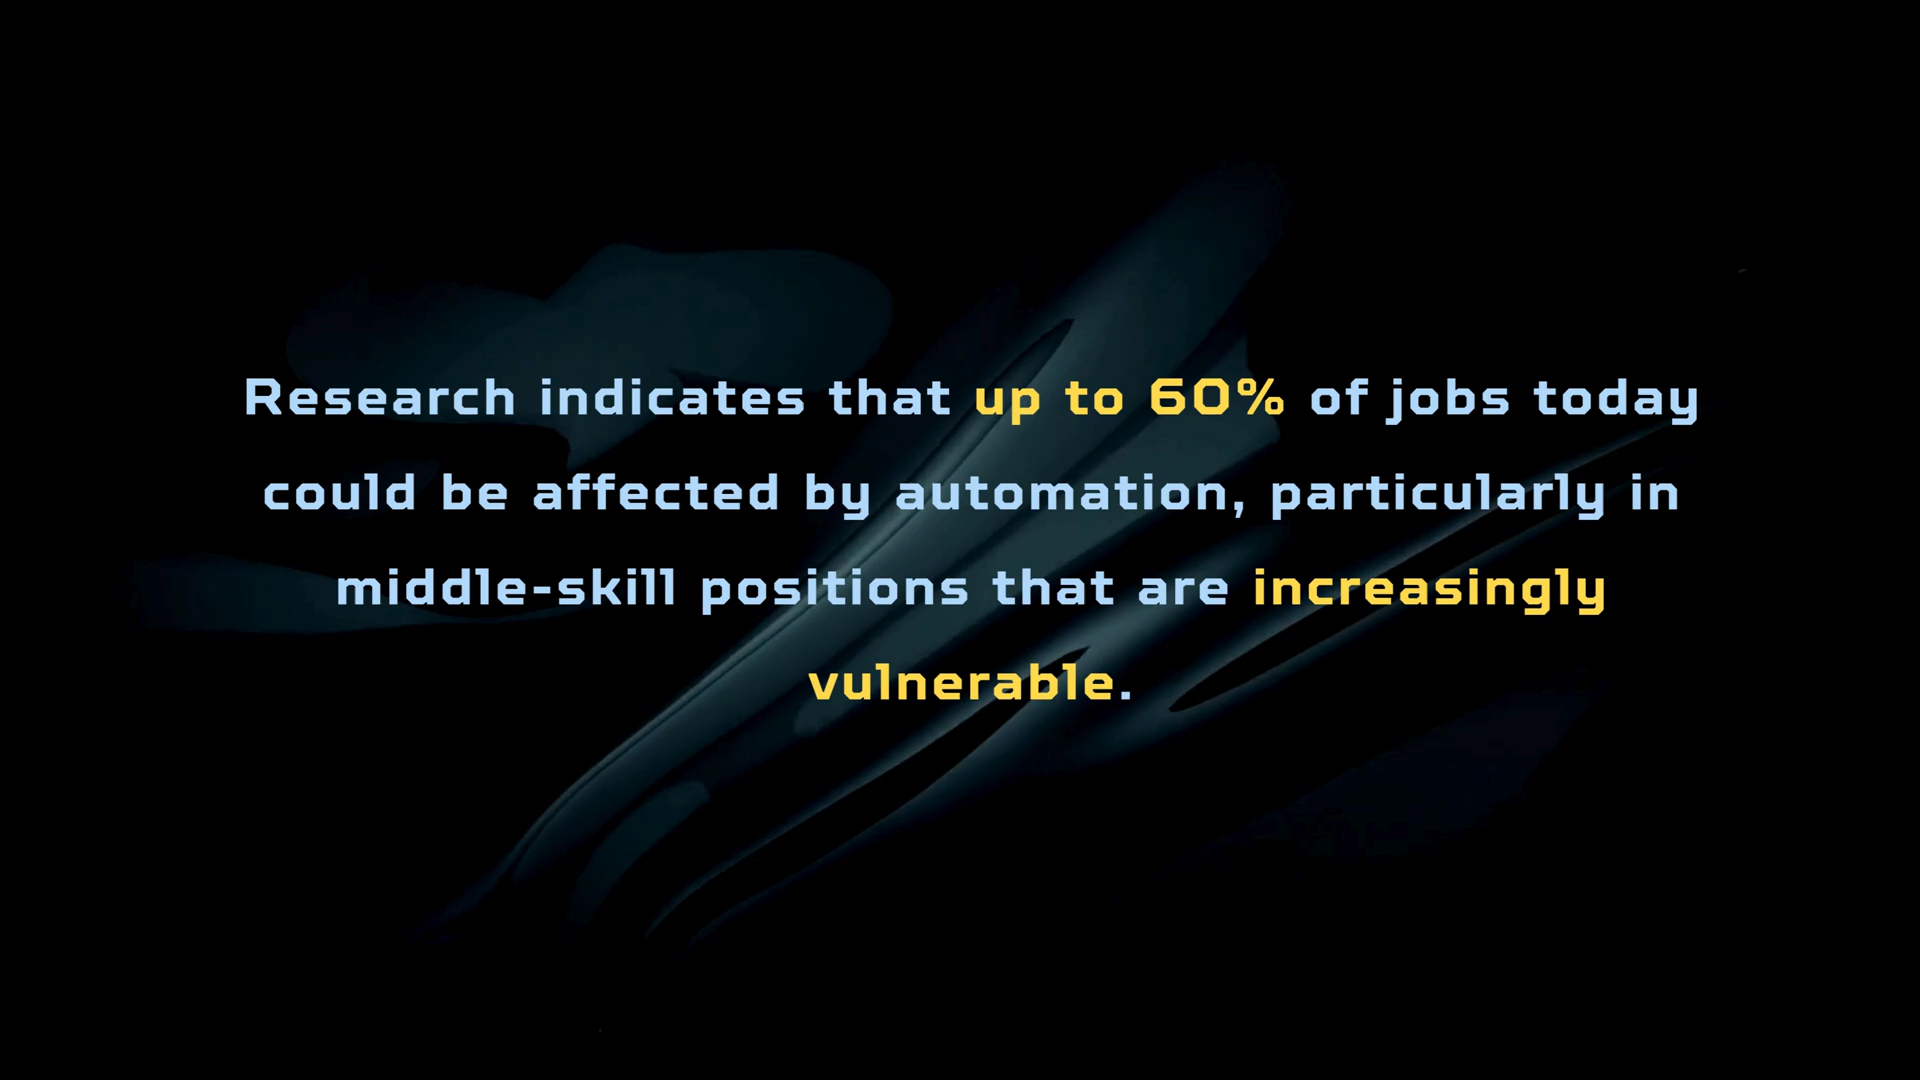 Research indicates that up to 60% of jobs today
could be affected by automation, particularly in
middle-skill positions that are increasingly
vulnerable.